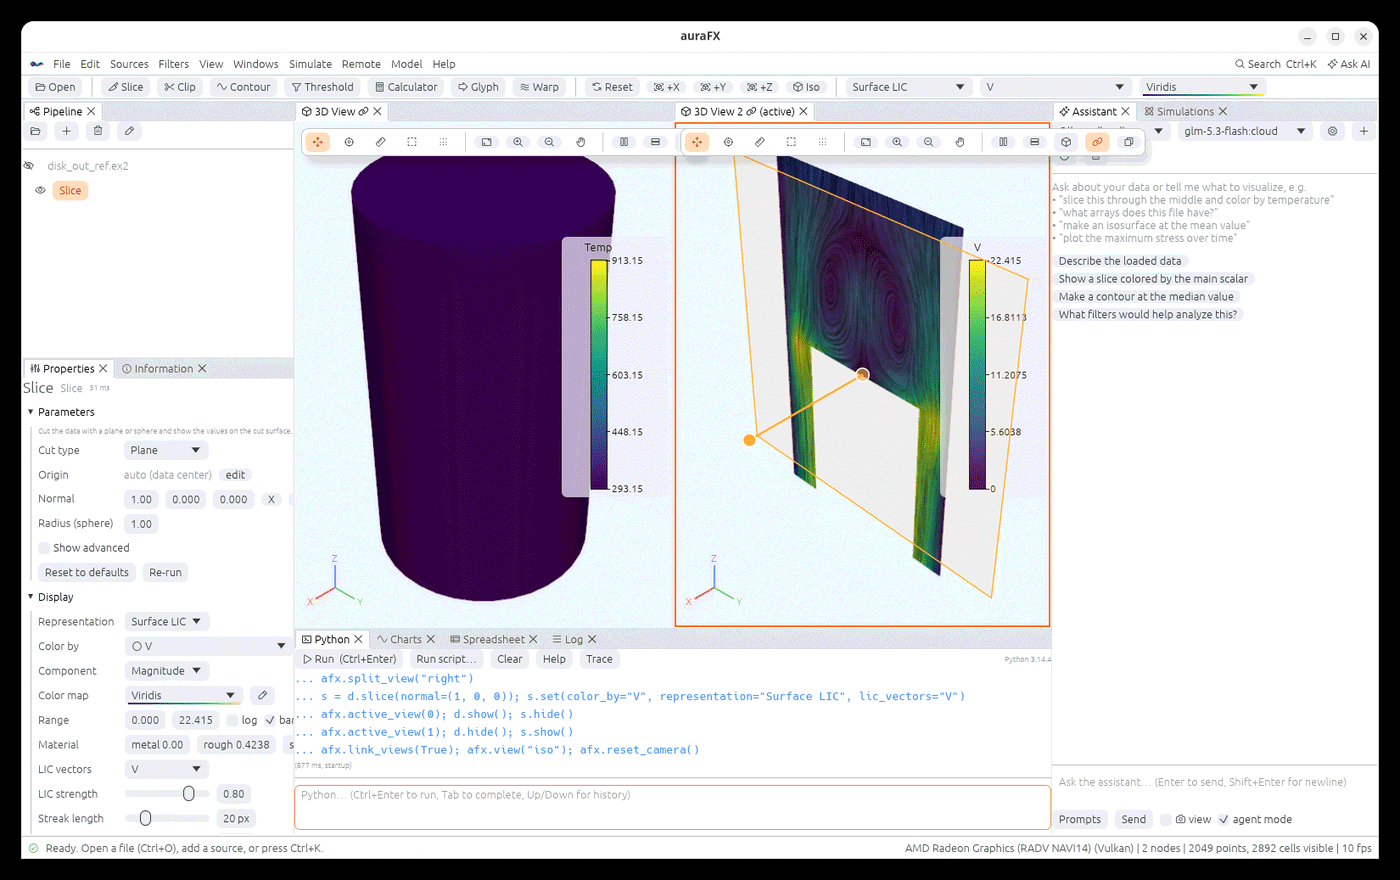 auraFX
File Edit Sources Filters View Windows Simulate Remote Model Help
Search Ctrl+K Ask AI
Open Slice Clip Contour Threshold Calculator Glyph Warp Reset +X +Y +Z Iso Surface LIC V Viridis
Pipeline
disk_out_ref.ex2
Slice
Properties Information
Slice Slice 51 ms
Parameters
Cut the data with a plane or sphere and show the values on the cut surface.
Cut type Plane
Origin auto (data center) edit
Normal 1.00 0.000 0.000 X
Radius (sphere) 1.00
Show advanced
Reset to defaults Re-run
Display
Representation Surface LIC
Color by V
Component Magnitude
Color map Viridis
Range 0.000 22.415 log bar
Material metal 0.00 rough 0.4238 s
LIC vectors V
LIC strength 0.80
Streak length 20 px
3D View
Temp
913.15
758.15
603.15
448.15
293.15
Z
X Y
3D View 2 (active)
V
22.415
16.8113
11.2075
5.6038
0
Z
X Y
Python Charts Spreadsheet Log
Run (Ctrl+Enter) Run script... Clear Help Trace
Python 3.14.4
... afx.split_view("right")
... s = d.slice(normal=(1, 0, 0)); s.set(color_by="V", representation="Surface LIC", lic_vectors="V")
... afx.active_view(0); d.show(); s.hide()
... afx.active_view(1); d.hide(); s.show()
... afx.link_views(True); afx.view("iso"); afx.reset_camera()
(877 ms, startup)
Python... (Ctrl+Enter to run, Tab to complete, Up/Down for history)
Assistant Simulations
glm-5.3-flash:cloud
Ask about your data or tell me what to visualize, e.g.
• "slice this through the middle and color by temperature"
• "what arrays does this file have?"
• "make an isosurface at the mean value"
• "plot the maximum stress over time"
Describe the loaded data
Show a slice colored by the main scalar
Make a contour at the median value
What filters would help analyze this?
Ask the assistant... (Enter to send, Shift+Enter for newline)
Prompts Send view agent mode
Ready. Open a file (Ctrl+O), add a source, or press Ctrl+K.
AMD Radeon Graphics (RADV NAVI14) (Vulkan) | 2 nodes | 2049 points, 2892 cells visible | 10 fps